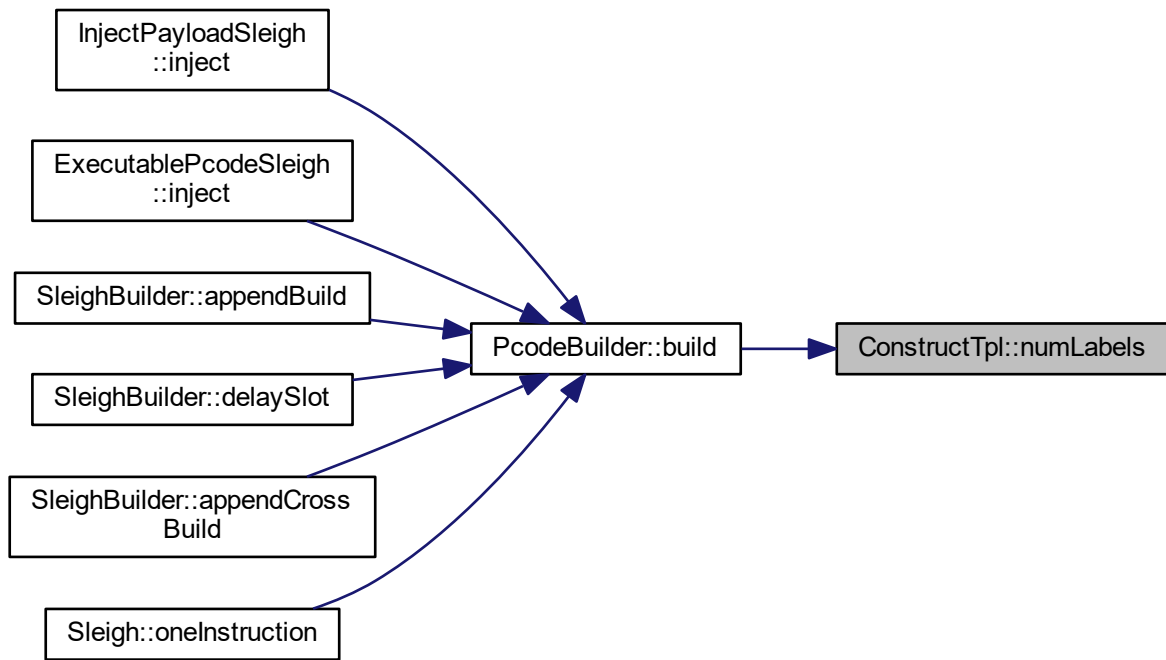 InjectPayloadSleigh
::inject
ExecutablePcodeSleigh
::inject
SleighBuilder::appendBuild
PcodeBuilder::build
ConstructTpl::numLabels
SleighBuilder::delaySlot
SleighBuilder::appendCross
Build
Sleigh::oneInstruction